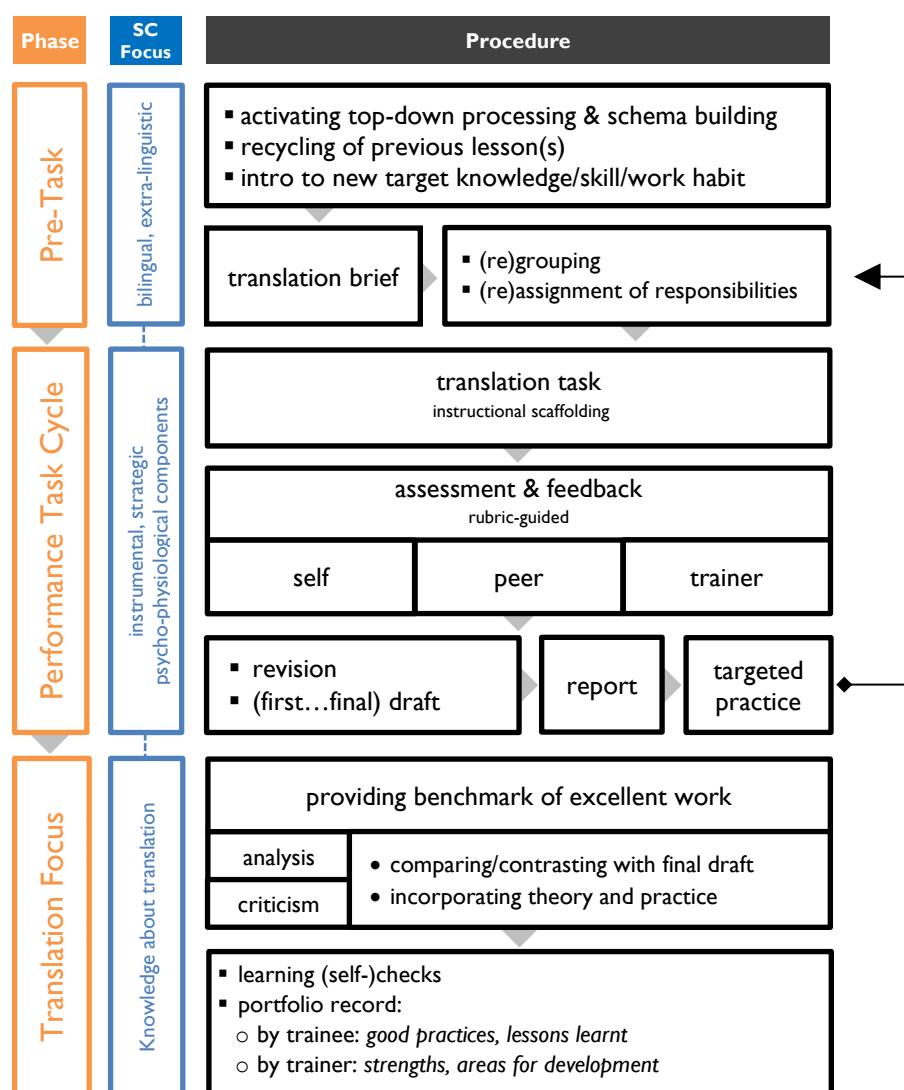 Phase
SC
Focus
Procedure
Pre-Task
bilingual, extra-linguistic
▪ activating top-down processing & schema building
▪ recycling of previous lesson(s)
▪ intro to new target knowledge/skill/work habit
translation brief
▪ (re)grouping
▪ (re)assignment of responsibilities
Performance Task Cycle
instrumental, strategic
psycho-physiological components
translation task
instructional scaffolding
assessment & feedback
rubric-guided
self
peer
trainer
▪ revision
▪ (first...final) draft
report
targeted
practice
Translation Focus
Knowledge about translation
providing benchmark of excellent work
analysis
criticism
• comparing/contrasting with final draft
• incorporating theory and practice
▪ learning (self-)checks
▪ portfolio record:
○ by trainee: good practices, lessons learnt
○ by trainer: strengths, areas for development